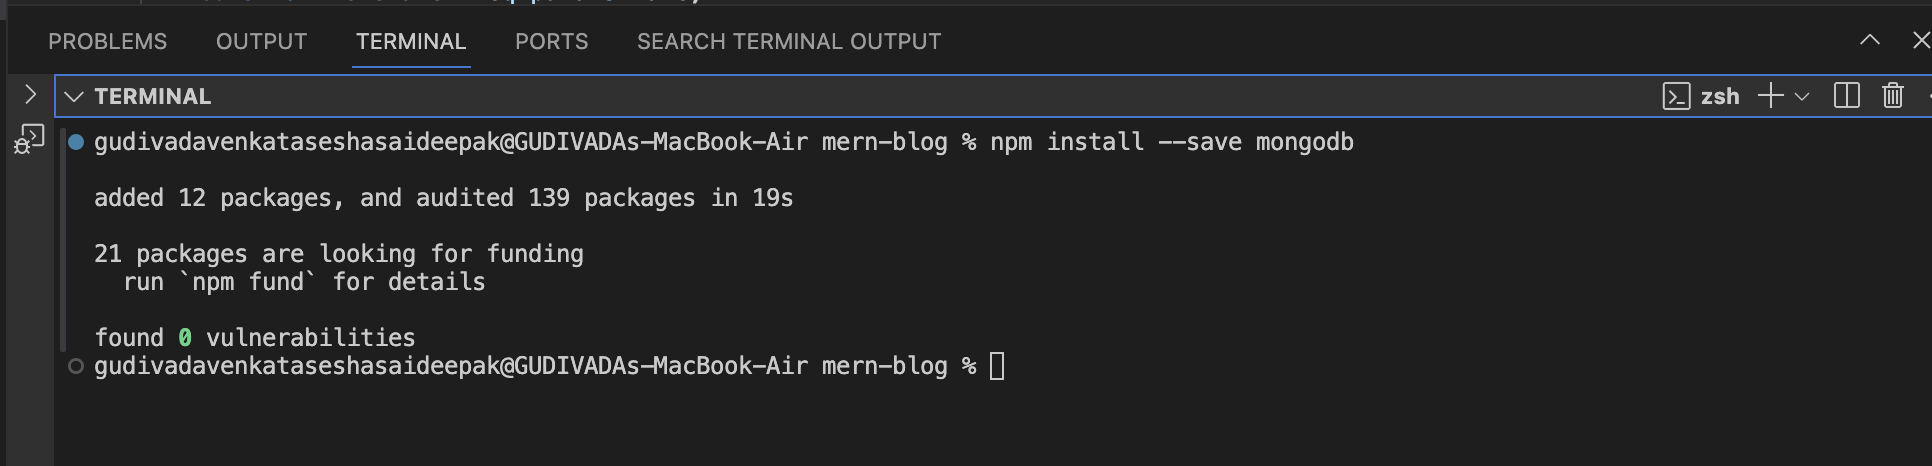 PROBLEMS OUTPUT TERMINAL PORTS SEARCH TERMINAL OUTPUT
TERMINAL zsh
gudivadavenkataseshasaideepak@GUDIVADAs-MacBook-Air mern-blog % npm install --save mongodb
added 12 packages, and audited 139 packages in 19s
21 packages are looking for funding
run `npm fund` for details
found 0 vulnerabilities
gudivadavenkataseshasaideepak@GUDIVADAs-MacBook-Air mern-blog %